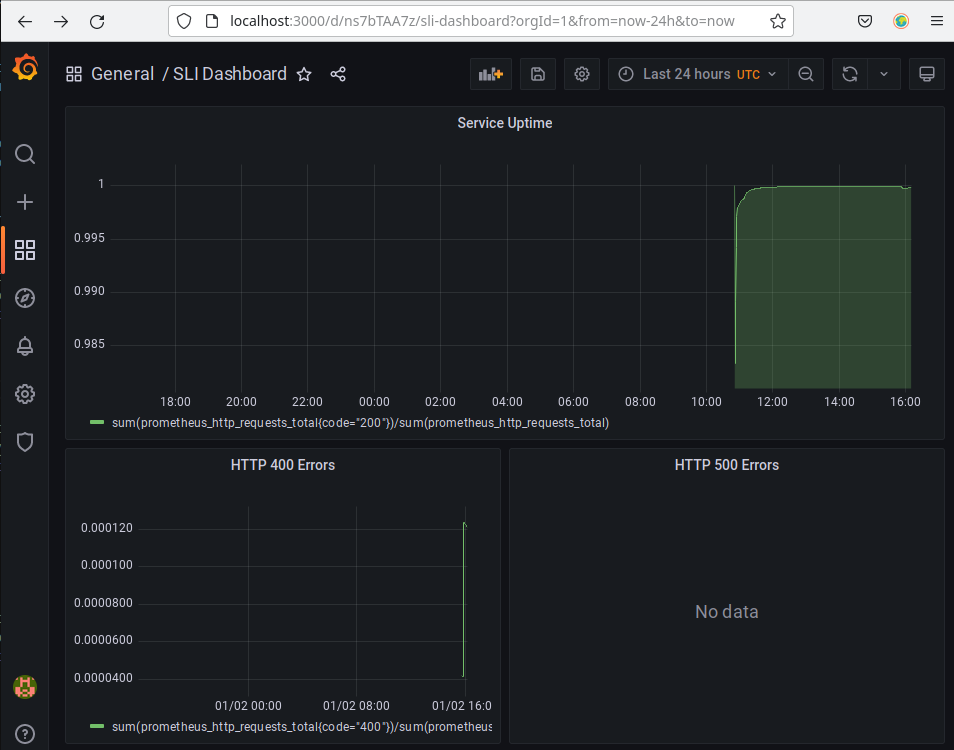 localhost:3000/d/ns7bTAA7z/sli-dashboard?orgId=1&from=now-24h&to=now
General / SLI Dashboard
Last 24 hours UTC
Service Uptime
1
0.995
0.990
0.985
18:00 20:00 22:00 00:00 02:00 04:00 06:00 08:00 10:00 12:00 14:00 16:00
sum(prometheus_http_requests_total{code="200"})/sum(prometheus_http_requests_total)
HTTP 400 Errors
0.000120
0.000100
0.0000800
0.0000600
0.0000400
01/02 00:00 01/02 08:00 01/02 16:0
sum(prometheus_http_requests_total{code="400"})/sum(prometheus
HTTP 500 Errors
No data